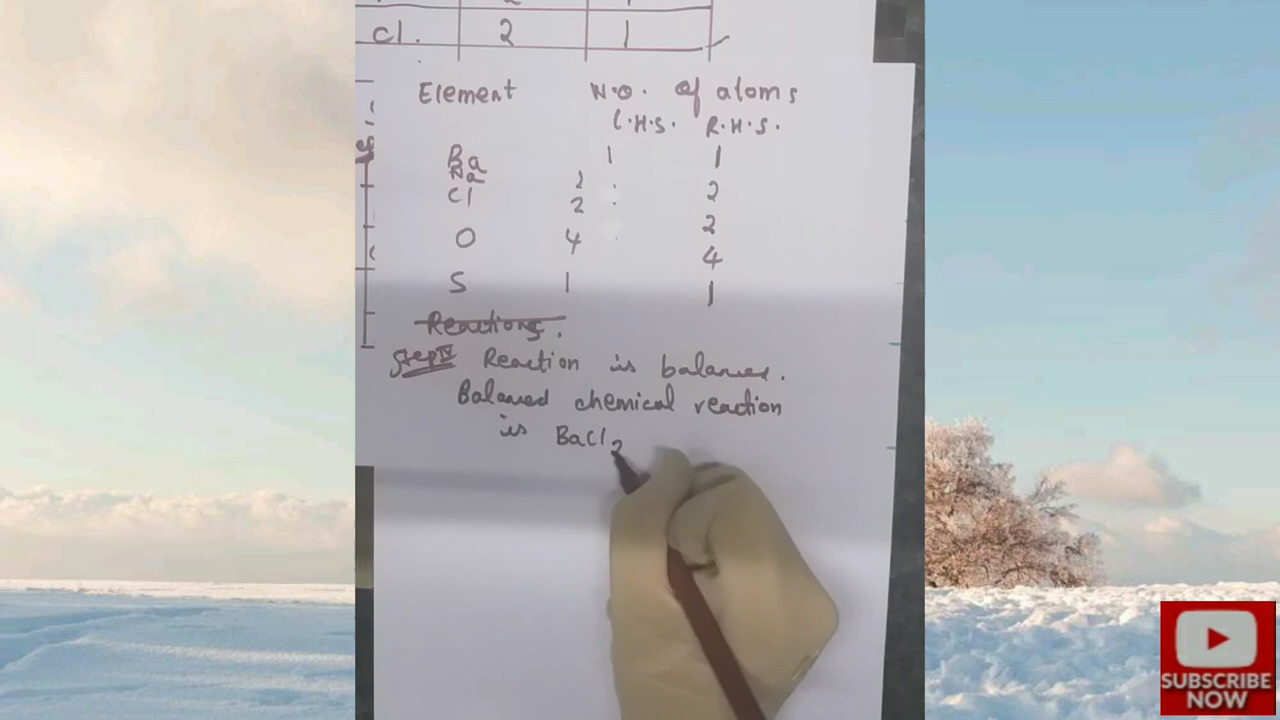 Cl. 2 1
Element N.O. of atoms
L.H.S. R.H.S.
Ba 1 1
Na 2 2
Cl 2 2
O 4 4
S 1 1
Reactions.
Step IV Reaction is balanced.
Balanced chemical reaction
is BaCl2
SUBSCRIBE
NOW